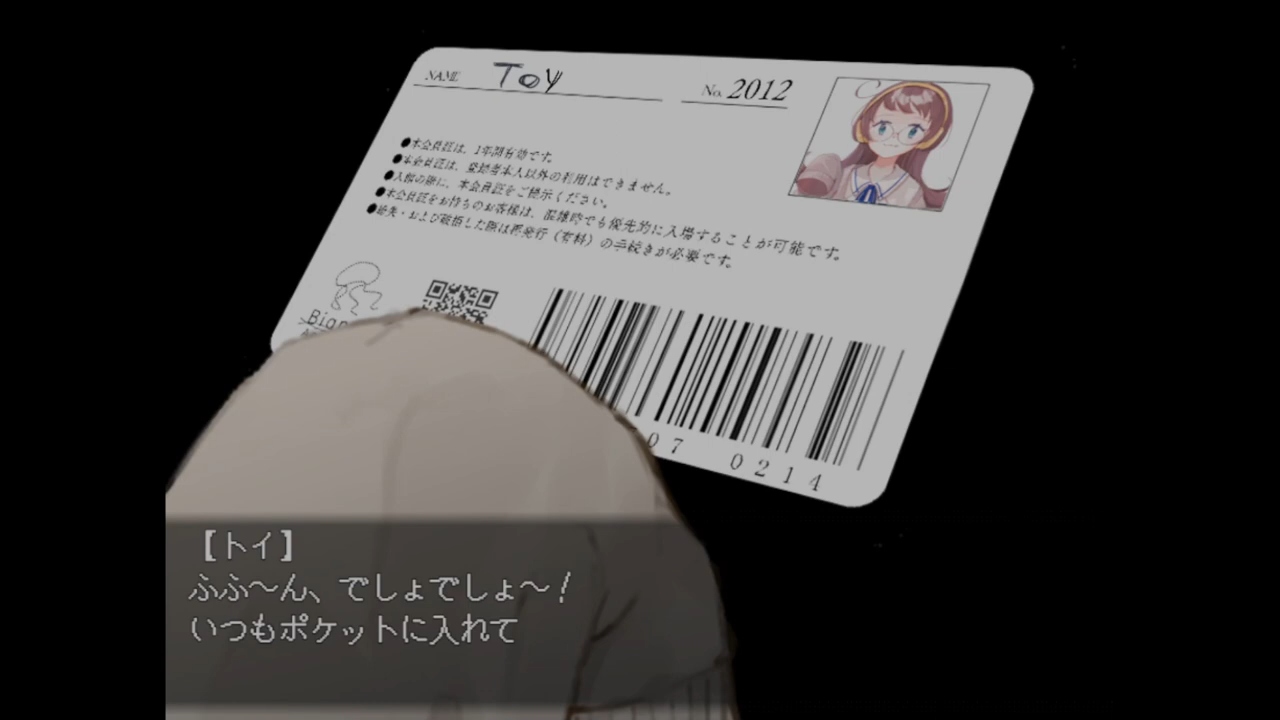 NAME Toy No. 2012
●本会員証は、1年間有効です。
●本会員証は、登録者本人以外の利用はできません。
●入館の際に、本会員証をご提示ください。
●本会員証をお持ちのお客様は、混雑時でも優先的に入場することが可能です。
●紛失・および破損した際は再発行（有料）の手続きが必要です。
07 0214
【トイ】
ふふ～ん、でしょでしょ～！
いつもポケットに入れて